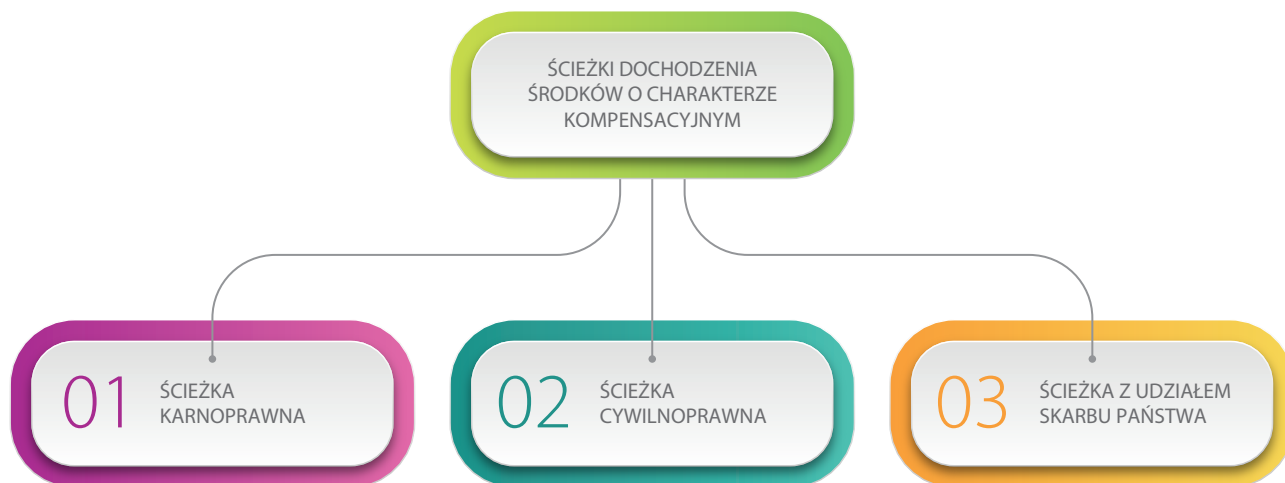 ŚCIEŻKI DOCHODZENIA
ŚRODKÓW O CHARAKTERZE
KOMPENSACYJNYM
01
ŚCIEŻKA
KARNOPRAWNA
02
ŚCIEŻKA
CYWILNOPRAWNA
03
ŚCIEŻKA Z UDZIAŁEM
SKARBU PAŃSTWA